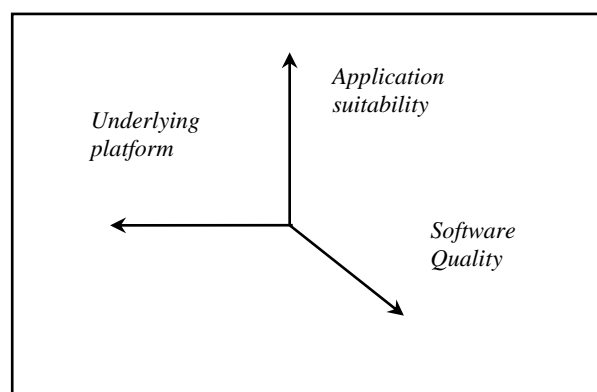 Application
suitability
Underlying
platform
Software
Quality